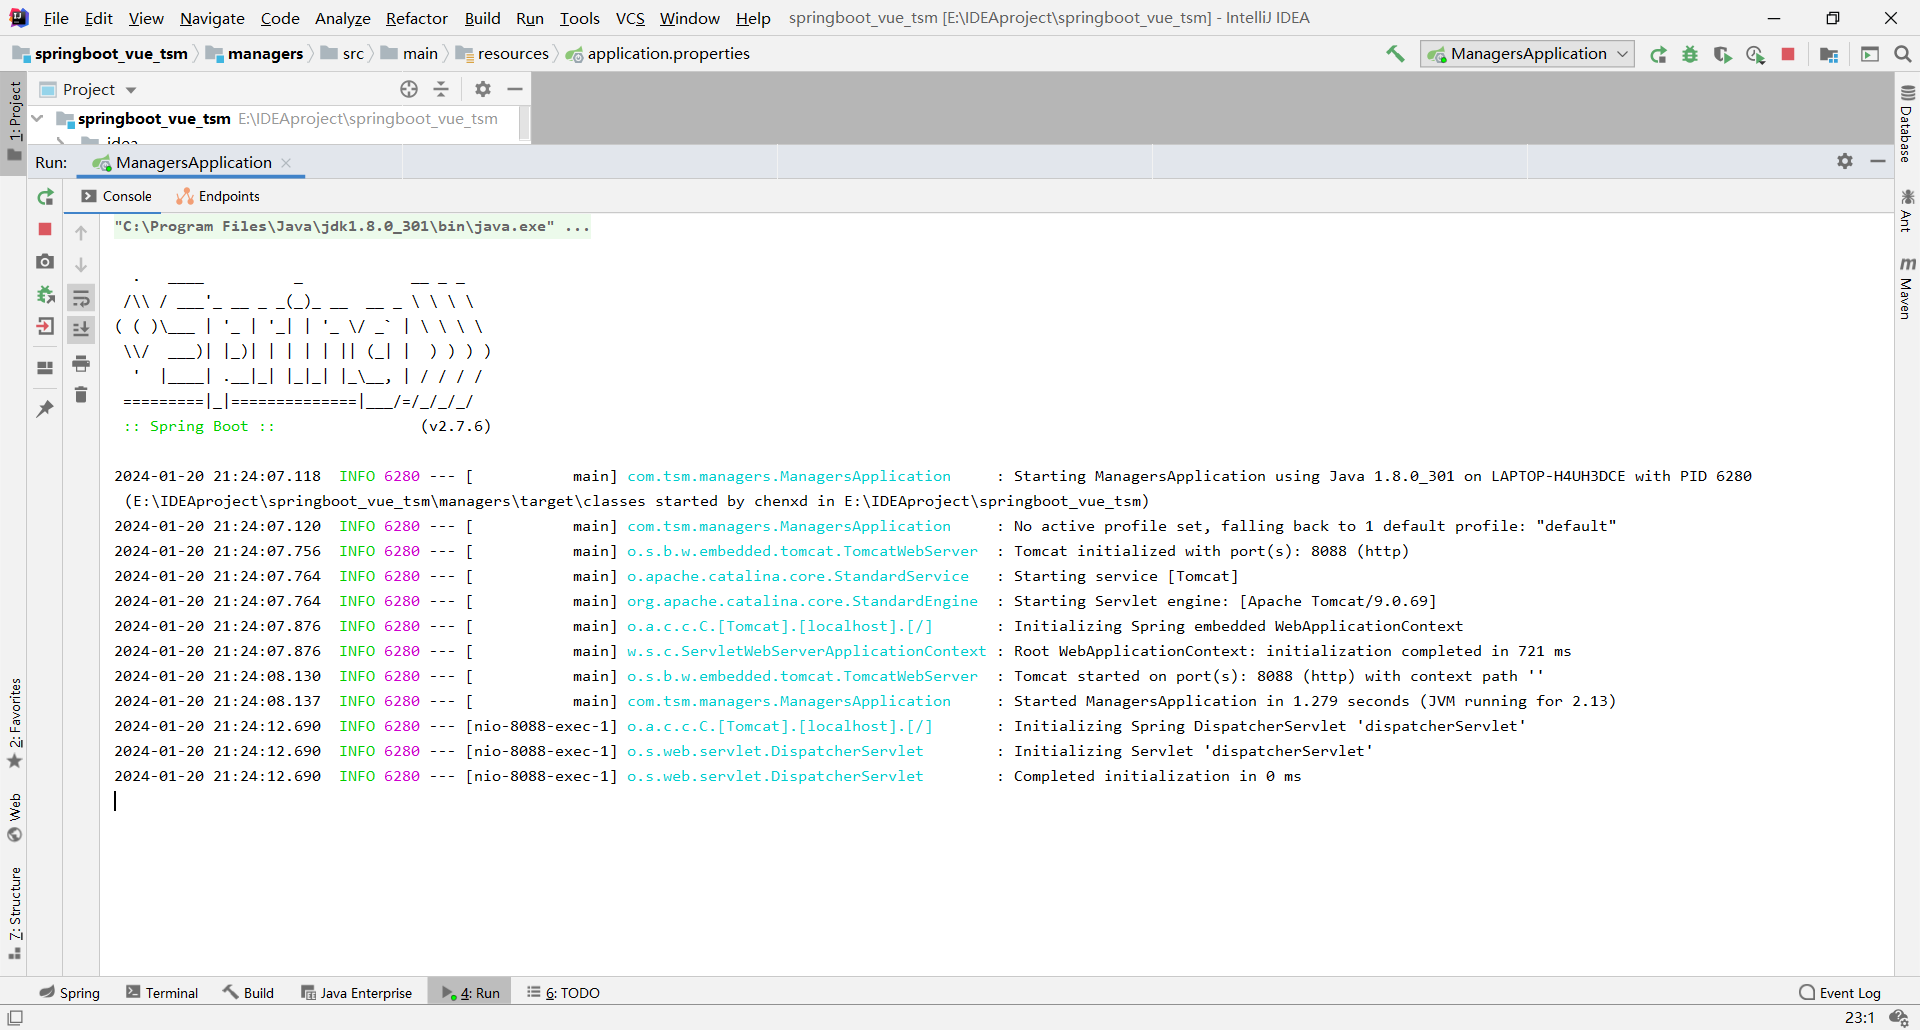 File Edit View Navigate Code Analyze Refactor Build Run Tools VCS Window Help springboot_vue_tsm [E:\IDEAproject\springboot_vue_tsm] - IntelliJ IDEA
springboot_vue_tsm managers src main resources application.properties ManagersApplication
1: Project
Project
springboot_vue_tsm E:\IDEAproject\springboot_vue_tsm
.idea
Run: ManagersApplication
Console Endpoints
"C:\Program Files\Java\jdk1.8.0_301\bin\java.exe" ...
  .   ____          _            __ _ _
 /\\ / ___'_ __ _ _(_)_ __  __ _ \ \ \ \
( ( )\___ | '_ | '_| | '_ \/ _` | \ \ \ \
 \\/  ___)| |_)| | | | | || (_| |  ) ) ) )
  '  |____| .__|_| |_|_| |_\__, | / / / /
 =========|_|==============|___/=/_/_/_/
 :: Spring Boot ::                (v2.7.6)
2024-01-20 21:24:07.118  INFO 6280 --- [           main] com.tsm.managers.ManagersApplication     : Starting ManagersApplication using Java 1.8.0_301 on LAPTOP-H4UH3DCE with PID 6280
(E:\IDEAproject\springboot_vue_tsm\managers\target\classes started by chenxd in E:\IDEAproject\springboot_vue_tsm)
2024-01-20 21:24:07.120  INFO 6280 --- [           main] com.tsm.managers.ManagersApplication     : No active profile set, falling back to 1 default profile: "default"
2024-01-20 21:24:07.756  INFO 6280 --- [           main] o.s.b.w.embedded.tomcat.TomcatWebServer  : Tomcat initialized with port(s): 8088 (http)
2024-01-20 21:24:07.764  INFO 6280 --- [           main] o.apache.catalina.core.StandardService   : Starting service [Tomcat]
2024-01-20 21:24:07.764  INFO 6280 --- [           main] org.apache.catalina.core.StandardEngine  : Starting Servlet engine: [Apache Tomcat/9.0.69]
2024-01-20 21:24:07.876  INFO 6280 --- [           main] o.a.c.c.C.[Tomcat].[localhost].[/]       : Initializing Spring embedded WebApplicationContext
2024-01-20 21:24:07.876  INFO 6280 --- [           main] w.s.c.ServletWebServerApplicationContext : Root WebApplicationContext: initialization completed in 721 ms
2024-01-20 21:24:08.130  INFO 6280 --- [           main] o.s.b.w.embedded.tomcat.TomcatWebServer  : Tomcat started on port(s): 8088 (http) with context path ''
2024-01-20 21:24:08.137  INFO 6280 --- [           main] com.tsm.managers.ManagersApplication     : Started ManagersApplication in 1.279 seconds (JVM running for 2.13)
2024-01-20 21:24:12.690  INFO 6280 --- [nio-8088-exec-1] o.a.c.c.C.[Tomcat].[localhost].[/]       : Initializing Spring DispatcherServlet 'dispatcherServlet'
2024-01-20 21:24:12.690  INFO 6280 --- [nio-8088-exec-1] o.s.web.servlet.DispatcherServlet        : Initializing Servlet 'dispatcherServlet'
2024-01-20 21:24:12.690  INFO 6280 --- [nio-8088-exec-1] o.s.web.servlet.DispatcherServlet        : Completed initialization in 0 ms
2: Favorites
Web
7: Structure
Database
Ant
m Maven
Spring Terminal Build Java Enterprise 4: Run 6: TODO Event Log
23:1